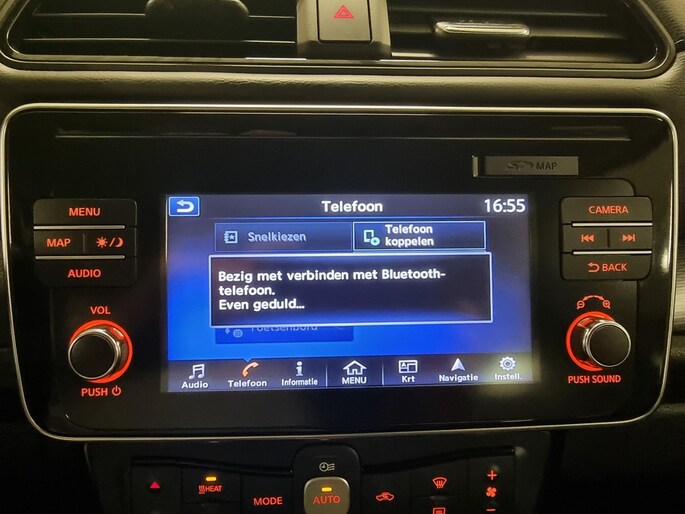 MAP
Telefoon 16:55
MENU
CAMERA
Snelkiezen
Telefoon
koppelen
MAP
AUDIO
BACK
Bezig met verbinden met Bluetooth-
telefoon.
Even geduld...
Toetsenbord
VOL
PUSH
PUSH SOUND
Audio Telefoon Informatie MENU Krt Navigatie Instell.
HEAT
MODE
AUTO